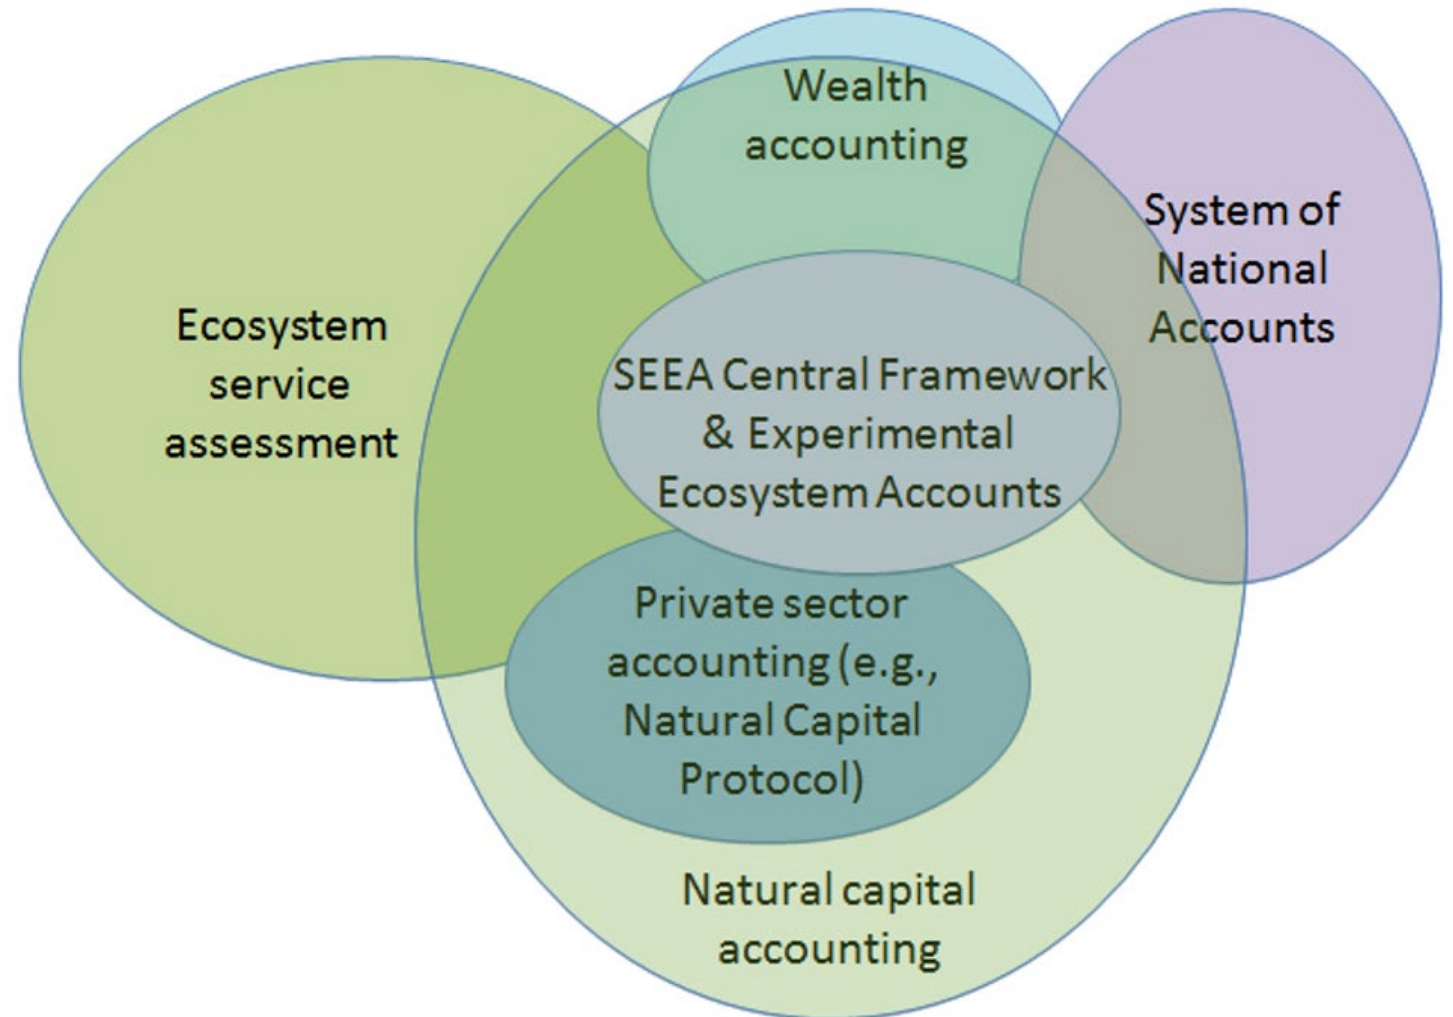 Wealth
accounting
System of
National
Accounts
Ecosystem
service
assessment
SEEA Central Framework
& Experimental
Ecosystem Accounts
Private sector
accounting (e.g.,
Natural Capital
Protocol)
Natural capital
accounting